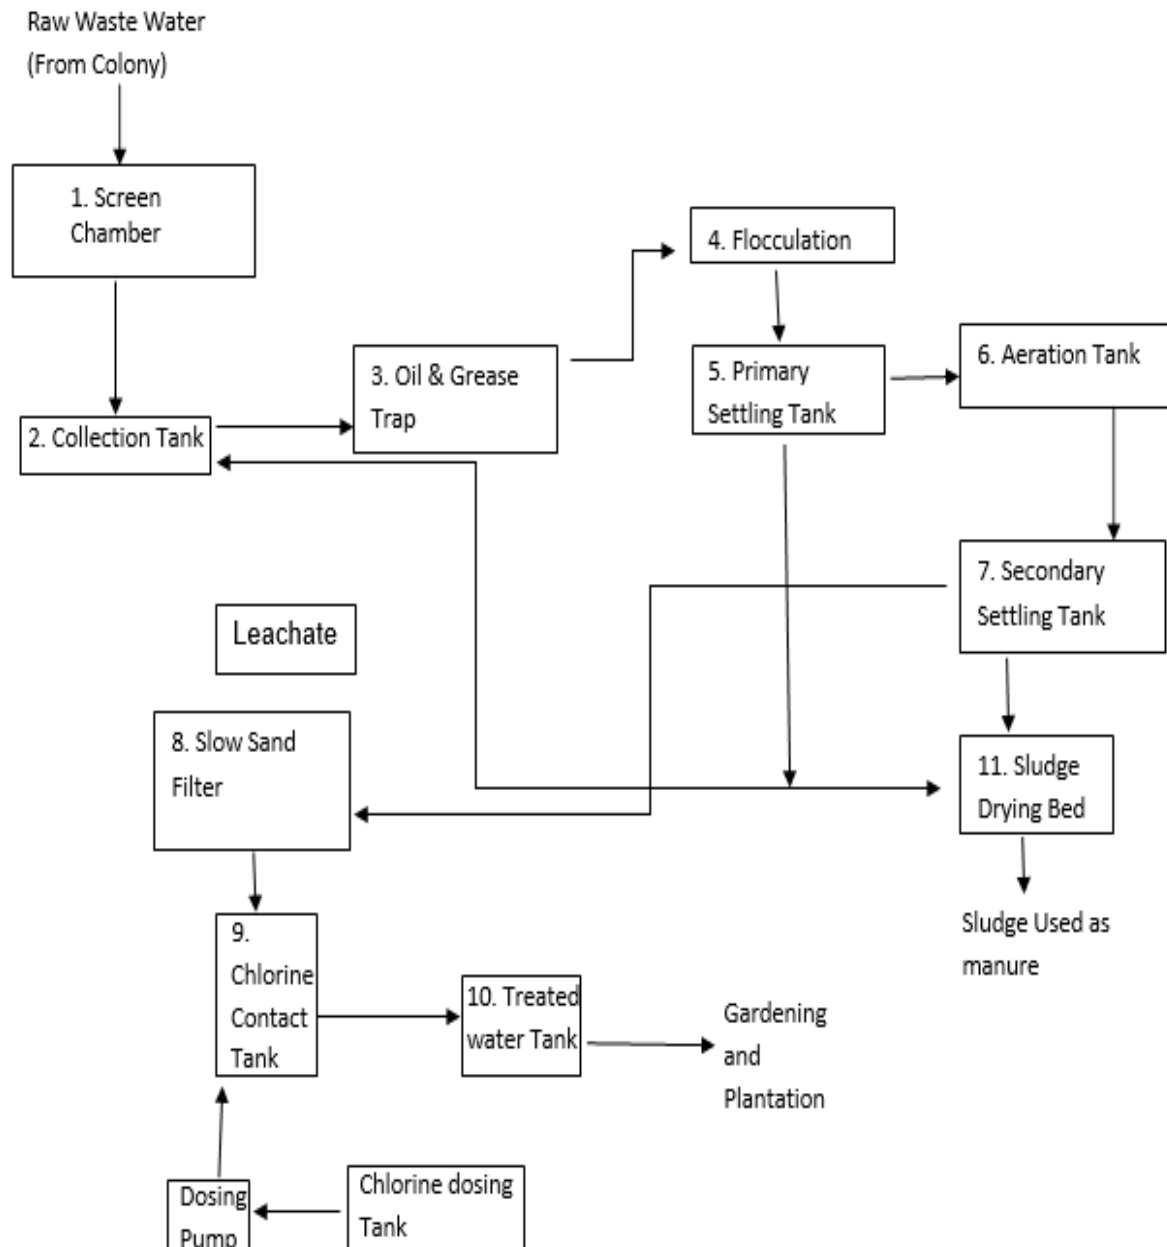 Raw Waste Water
(From Colony)
1. Screen
Chamber
2. Collection Tank
3. Oil & Grease
Trap
4. Flocculation
5. Primary
Settling Tank
6. Aeration Tank
7. Secondary
Settling Tank
Leachate
8. Slow Sand
Filter
11. Sludge
Drying Bed
Sludge Used as
manure
9.
Chlorine
Contact
Tank
10. Treated
water Tank
Gardening
and
Plantation
Dosing
Pump
Chlorine dosing
Tank